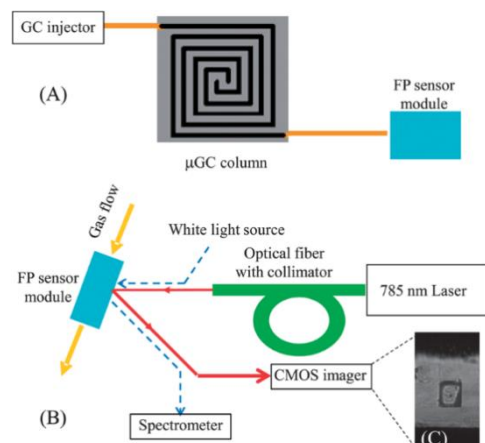 GC injector
(A)
FP sensor
module
μGC column
Gas flow
White light source
Optical fiber
with collimator
FP sensor
module
785 nm Laser
CMOS imager
(B)
Spectrometer
(C)